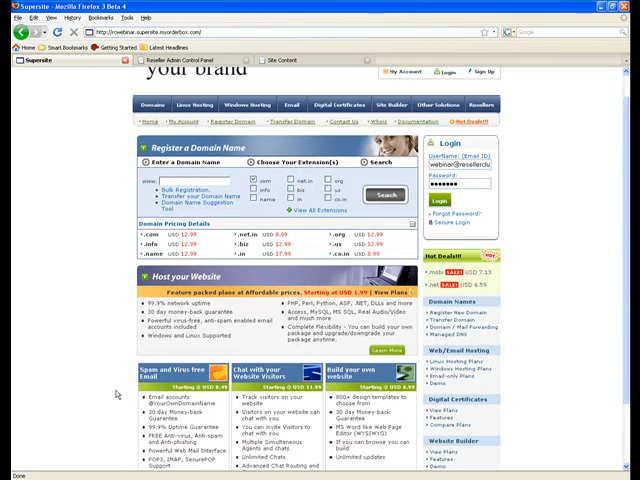 Supersite - Mozilla Firefox 3 Beta 4
File Edit View History Bookmarks Tools Help
http://rowebinar.supersite.myorderbox.com/
Google
Home Smart Bookmarks Getting Started Latest Headlines
Supersite Reseller Admin Control Panel Site Content
your brand
My Account Login Sign Up
Domains Linux Hosting Windows Hosting Email Digital Certificates Site Builder Other Solutions Resellers
Home My Account Register Domain Transfer Domain Contact Us Whois Documentation Hot Deals!!!
Register a Domain Name
Enter a Domain Name Choose Your Extension(s) Search
www.
com net.in org
info biz us
name in co.in
Search
Bulk Registration.
Transfer your Domain Name
Domain Name Suggestion
Tool
View All Extensions
Domain Pricing Details
.com USD 12.99 .net.in USD 8.99 .org USD 12.99
.info USD 12.99 .biz USD 12.99 .us USD 12.99
.name USD 12.99 .in USD 17.99 .co.in USD 8.99
Host your Website
Feature packed plans at Affordable prices. Starting at USD 1.99 | View Plans
99.9% network uptime
30 day money-back guarantee
Powerful virus-free, anti-spam enabled email
accounts included
Windows and Linux Supported
PHP, Perl, Python, ASP, .NET, DLLs and more
Access, MySQL, MS SQL, Real Audio/Video
and much more
Complete Flexibility - You can build your own
package and upgrade/downgrade your
package anytime.
Learn More
Spam and Virus free
Email
Email accounts
@YourOwnDomainName
30 day Money-back
Guarantee
99.9% Uptime Guarantee
FREE Anti-virus, Anti-spam
and Anti-phishing
Powerful Web Mail Interface
POP3, IMAP, SecurePOP
Support
Chat with your
Website Visitors
Track visitors on your
website
Visitors on your website can
chat with you
You can invite Visitors to
chat with you
Multiple Simultaneous
Agents and chats
Unlimited Chats
Advanced Chat Routing and
Build your own
website
800+ design templates to
choose from
30 day Money-back
Guarantee
MS Word like Web Page
Editor (WYSIWYG)
If you can browse you can
build
Unlimited updates
Login
UserName: (Email ID)
webinar@resellerclu
Password:
Login
Forgot Password?
Secure Login
Hot Deals!!!
.mobi SALE! USD 7.13
.net SALE! USD 6.59
Domain Names
Register New Domain
Transfer Domain
Domain / Mail Forwarding
Managed DNS
Web/Email Hosting
Linux Hosting Plans
Windows Hosting Plans
Email-only Plans
Demo
Digital Certificates
View Plans
Features
Compare Plans
Website Builder
View Plans
Features
Demo
Done